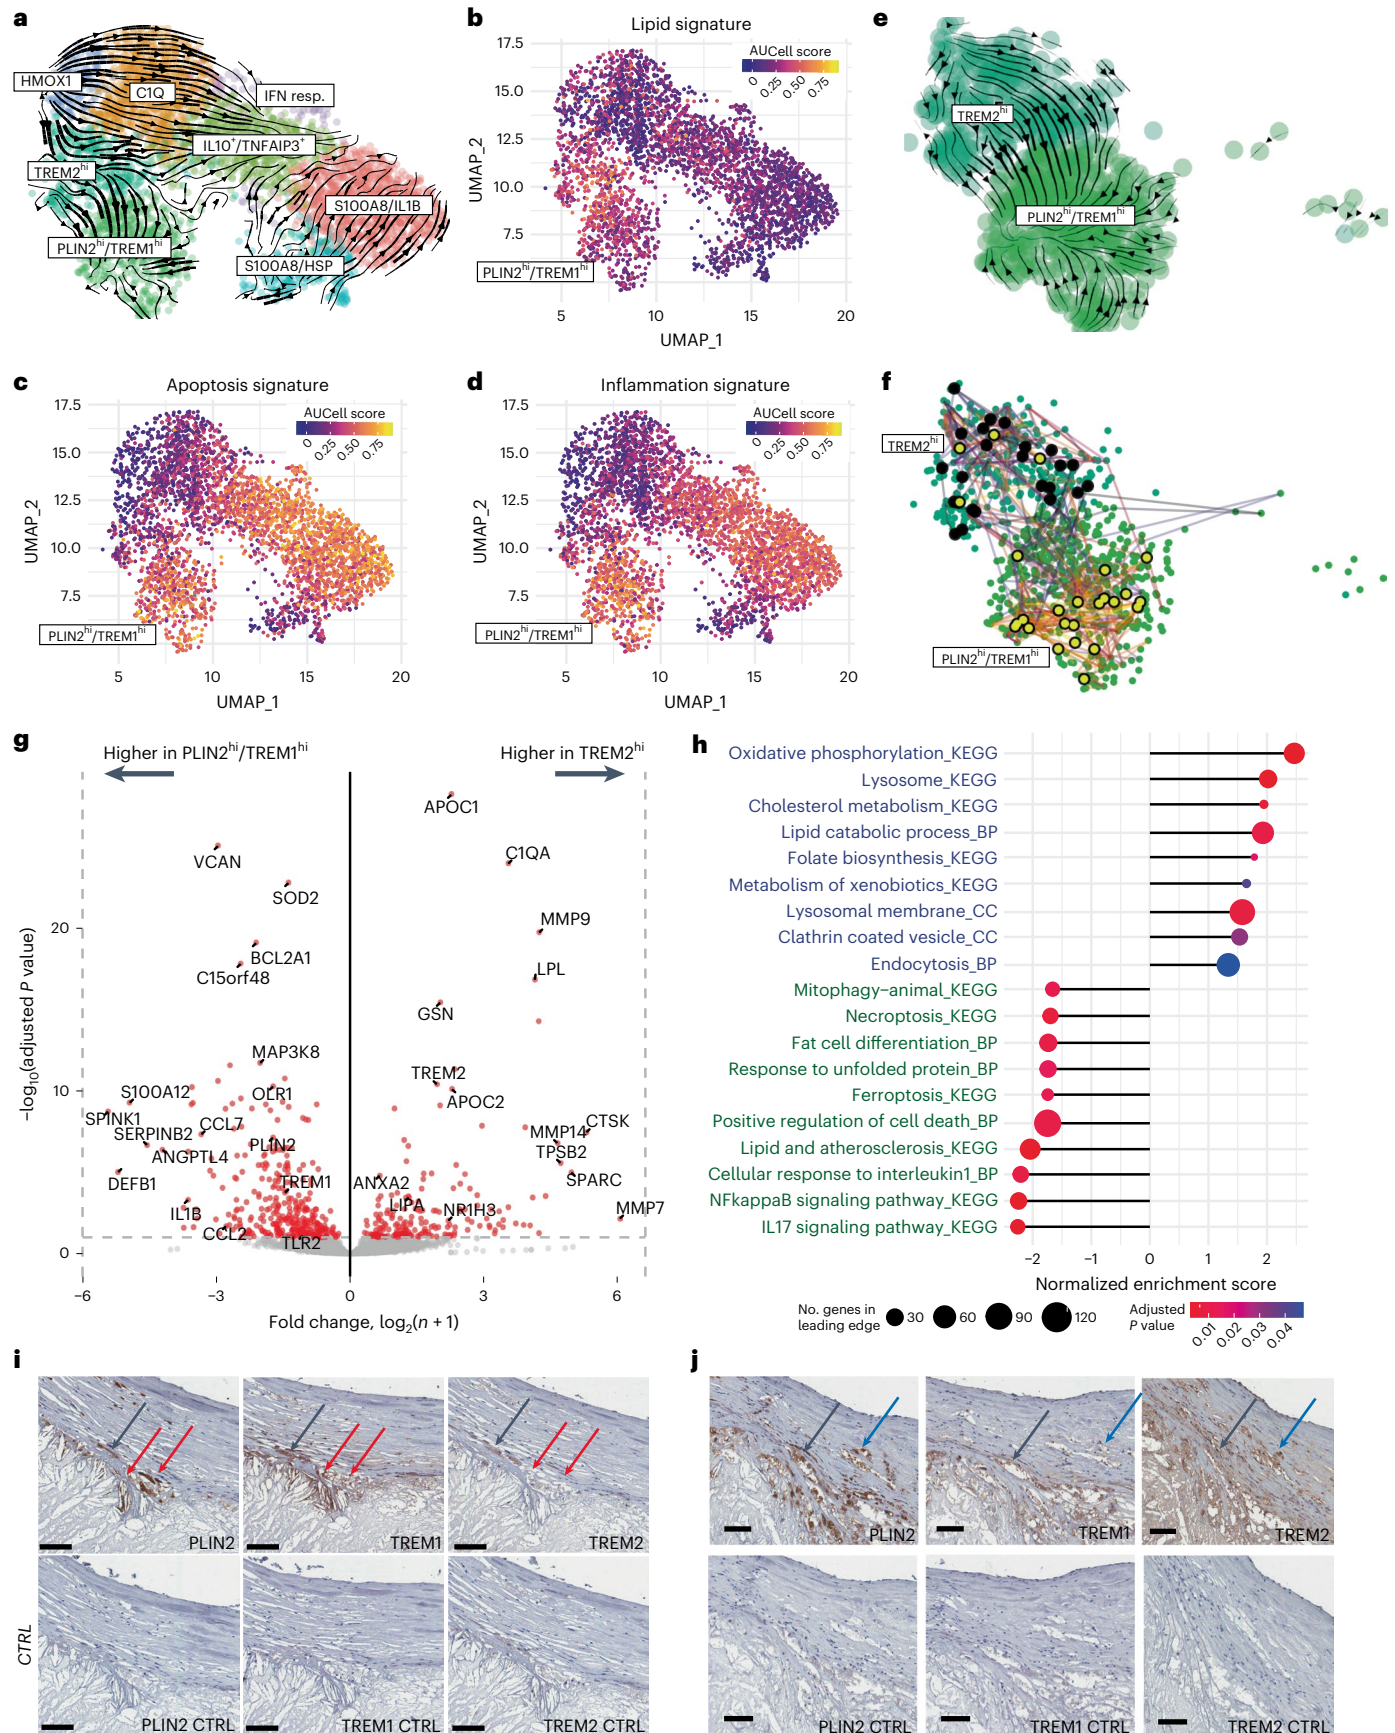 a
HMOX1
C1Q
IFN resp.
IL10+/TNFAIP3+
TREM2hi
S100A8/IL1B
PLIN2hi/TREM1hi
S100A8/HSP
b
Lipid signature
AUCell score
0
0.25
0.50
0.75
17.5
15.0
12.5
10.0
7.5
UMAP_2
PLIN2hi/TREM1hi
5
10
15
20
UMAP_1
e
TREM2hi
PLIN2hi/TREM1hi
c
Apoptosis signature
AUCell score
0
0.25
0.50
0.75
17.5
15.0
12.5
10.0
7.5
UMAP_2
PLIN2hi/TREM1hi
5
10
15
20
UMAP_1
d
Inflammation signature
AUCell score
0
0.25
0.50
0.75
17.5
15.0
12.5
10.0
7.5
UMAP_2
PLIN2hi/TREM1hi
5
10
15
20
UMAP_1
f
TREM2hi
PLIN2hi/TREM1hi
g
Higher in PLIN2hi/TREM1hi
Higher in TREM2hi
APOC1
VCAN
C1QA
SOD2
MMP9
BCL2A1
C15orf48
LPL
GSN
MAP3K8
TREM2
S100A12
OLR1
APOC2
SPINK1
CCL7
CTSK
SERPINB2
MMP14
PLIN2
ANGPTL4
TPSB2
DEFB1
TREM1
ANXA2
SPARC
IL1B
LIPA
NR1H3
MMP7
CCL2
TLR2
20
10
0
−log10(adjusted P value)
−6
−3
0
3
6
Fold change, log2(n + 1)
h
Oxidative phosphorylation_KEGG
Lysosome_KEGG
Cholesterol metabolism_KEGG
Lipid catabolic process_BP
Folate biosynthesis_KEGG
Metabolism of xenobiotics_KEGG
Lysosomal membrane_CC
Clathrin coated vesicle_CC
Endocytosis_BP
Mitophagy−animal_KEGG
Necroptosis_KEGG
Fat cell differentiation_BP
Response to unfolded protein_BP
Ferroptosis_KEGG
Positive regulation of cell death_BP
Lipid and atherosclerosis_KEGG
Cellular response to interleukin1_BP
NFkappaB signaling pathway_KEGG
IL17 signaling pathway_KEGG
−2
−1
0
1
2
Normalized enrichment score
No. genes in
leading edge
30
60
90
120
Adjusted
P value
0.01
0.02
0.03
0.04
i
PLIN2
TREM1
TREM2
CTRL
PLIN2 CTRL
TREM1 CTRL
TREM2 CTRL
j
PLIN2
TREM1
TREM2
PLIN2 CTRL
TREM1 CTRL
TREM2 CTRL